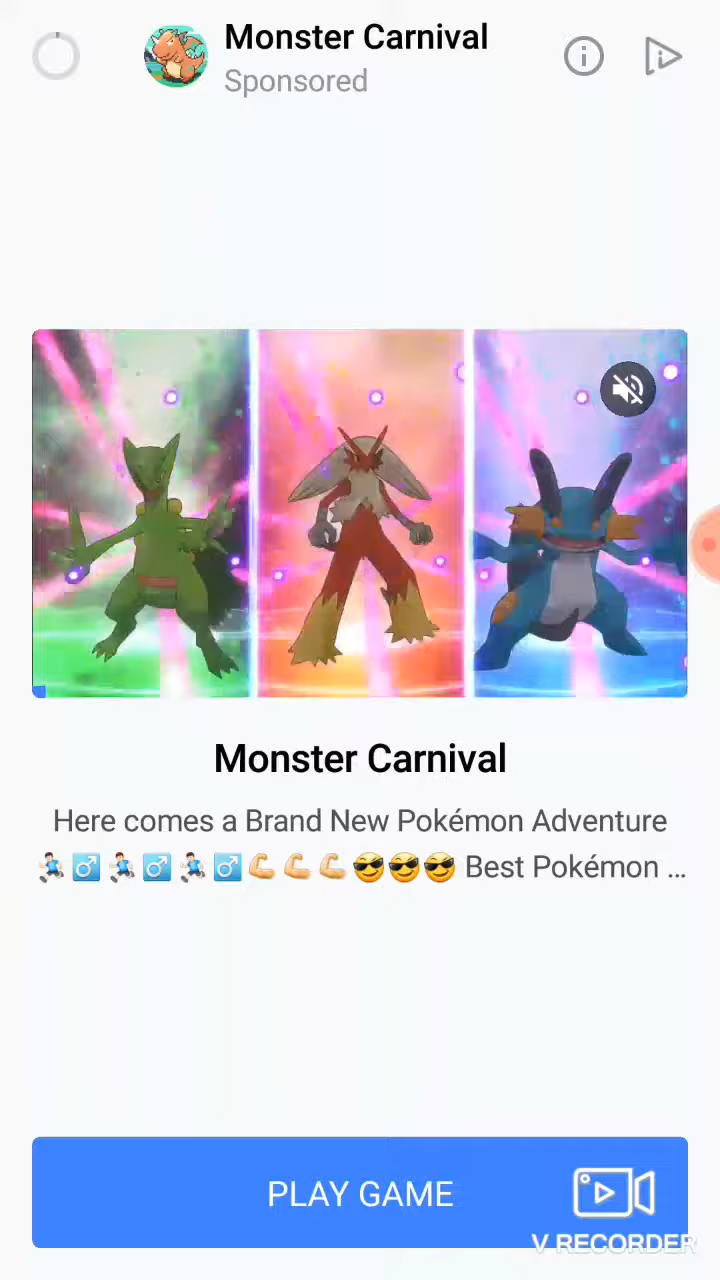 Monster Carnival
Sponsored
Monster Carnival
Here comes a Brand New Pokémon Adventure
🏃🏻‍♂️🏃🏻‍♂️🏃🏻‍♂️💪🏼💪🏼💪🏼😎😎😎 Best Pokémon ...
PLAY GAME
V RECORDER